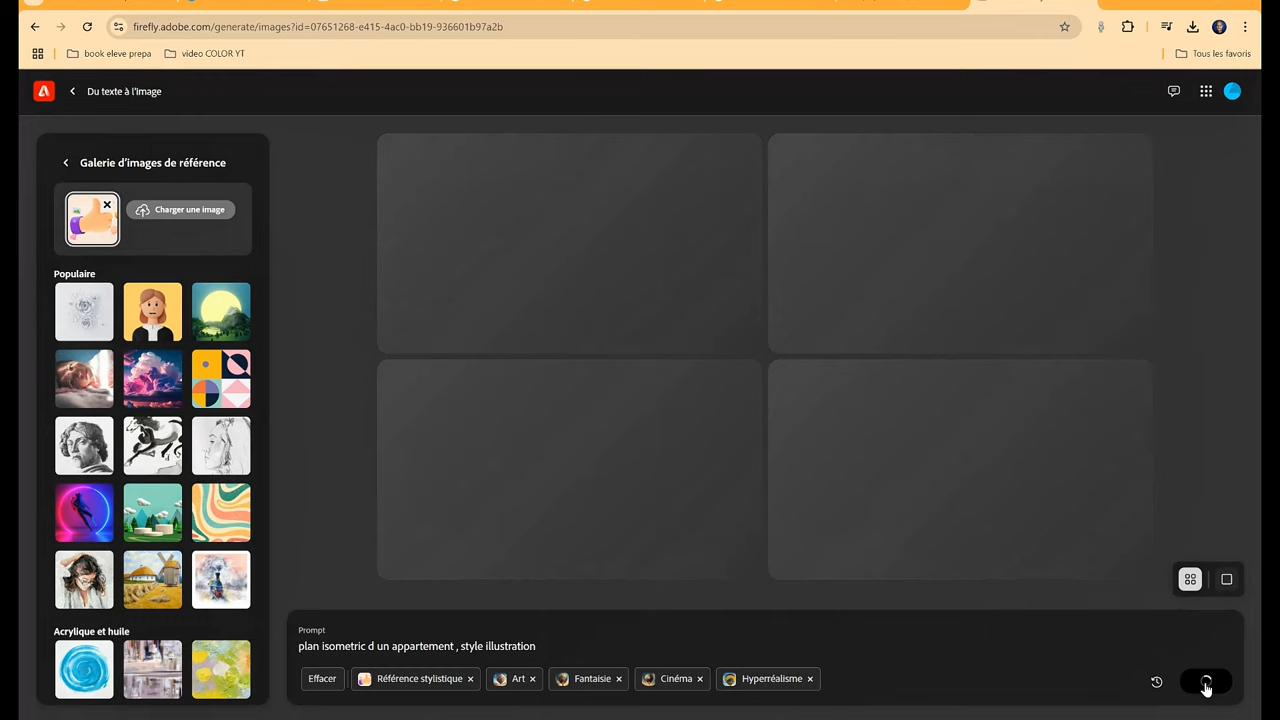 firefly.adobe.com/generate/images?id=07651268-e415-4ac0-bb19-936601b97a2b
book eleve prepa
video COLOR YT
Tous les favoris
Du texte à l'image
Galerie d'images de référence
Charger une image
Populaire
Acrylique et huile
Prompt
plan isometric d un appartement , style illustration
Effacer
Référence stylistique
Art
Fantaisie
Cinéma
Hyperréalisme